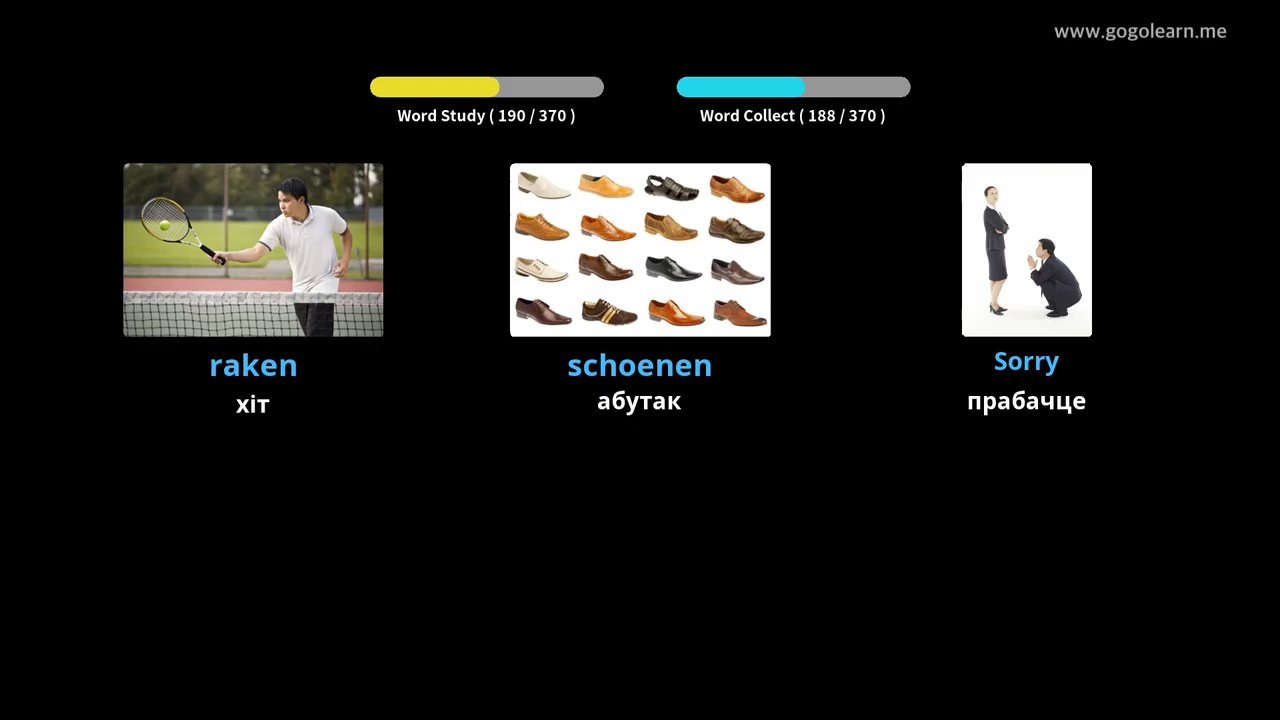 www.gogolearn.me
Word Study ( 190 / 370 )
Word Collect ( 188 / 370 )
raken
schoenen
Sorry
хіт
абутак
прабачце